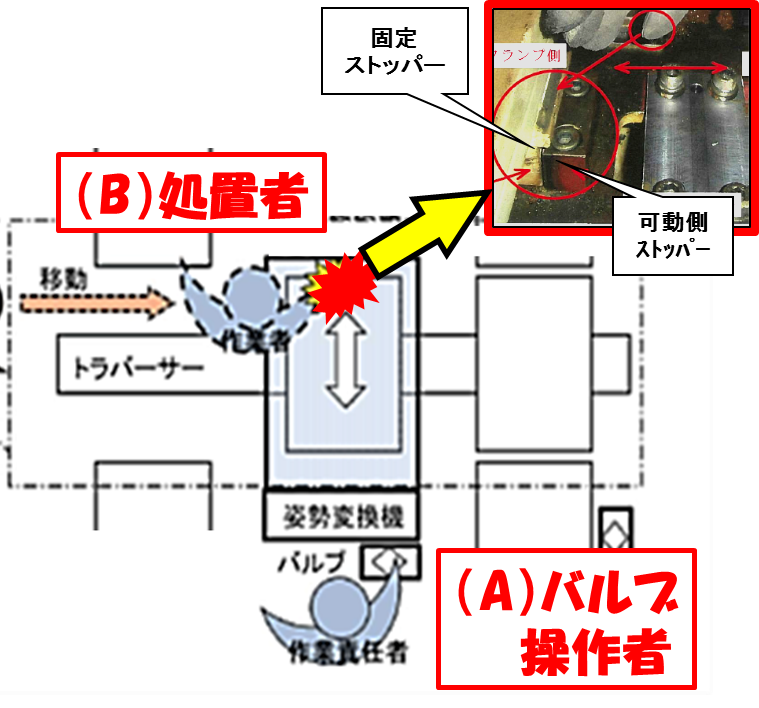 固定
ストッパー
クランプ側
(B)処置者
可動側
ストッパー
移動
作業者
トラバーサー
姿勢変換機
バルブ
(A)バルブ
操作者
作業責任者